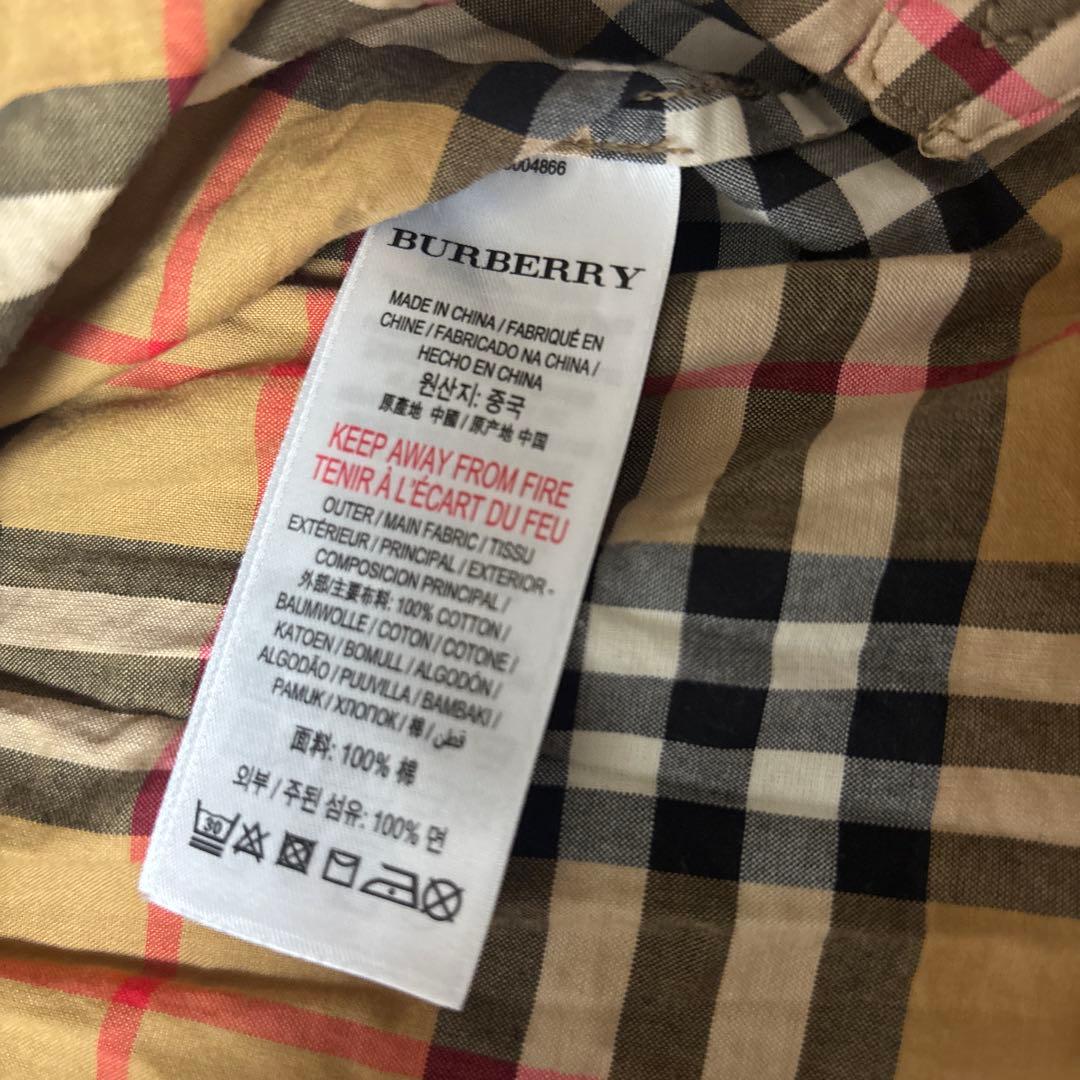 004866
BURBERRY
MADE IN CHINA / FABRIQUÉ EN
CHINE / FABRICADO NA CHINA /
HECHO EN CHINA
원산지: 중국
原產地 中國 / 原产地 中国
KEEP AWAY FROM FIRE
TENIR À L'ÉCART DU FEU
OUTER / MAIN FABRIC / TISSU
EXTÉRIEUR / PRINCIPAL / EXTERIOR -
COMPOSICION PRINCIPAL /
外部/主要布料: 100% COTTON /
BAUMWOLLE / COTON / COTONE /
KATOEN / BOMULL / ALGODÓN /
ALGODÃO / PUUVILLA / BAMBAKI /
PAMUK / ХЛОПОК / 棉 / قطن
面料: 100% 棉
외부 / 주된 섬유: 100% 면
30